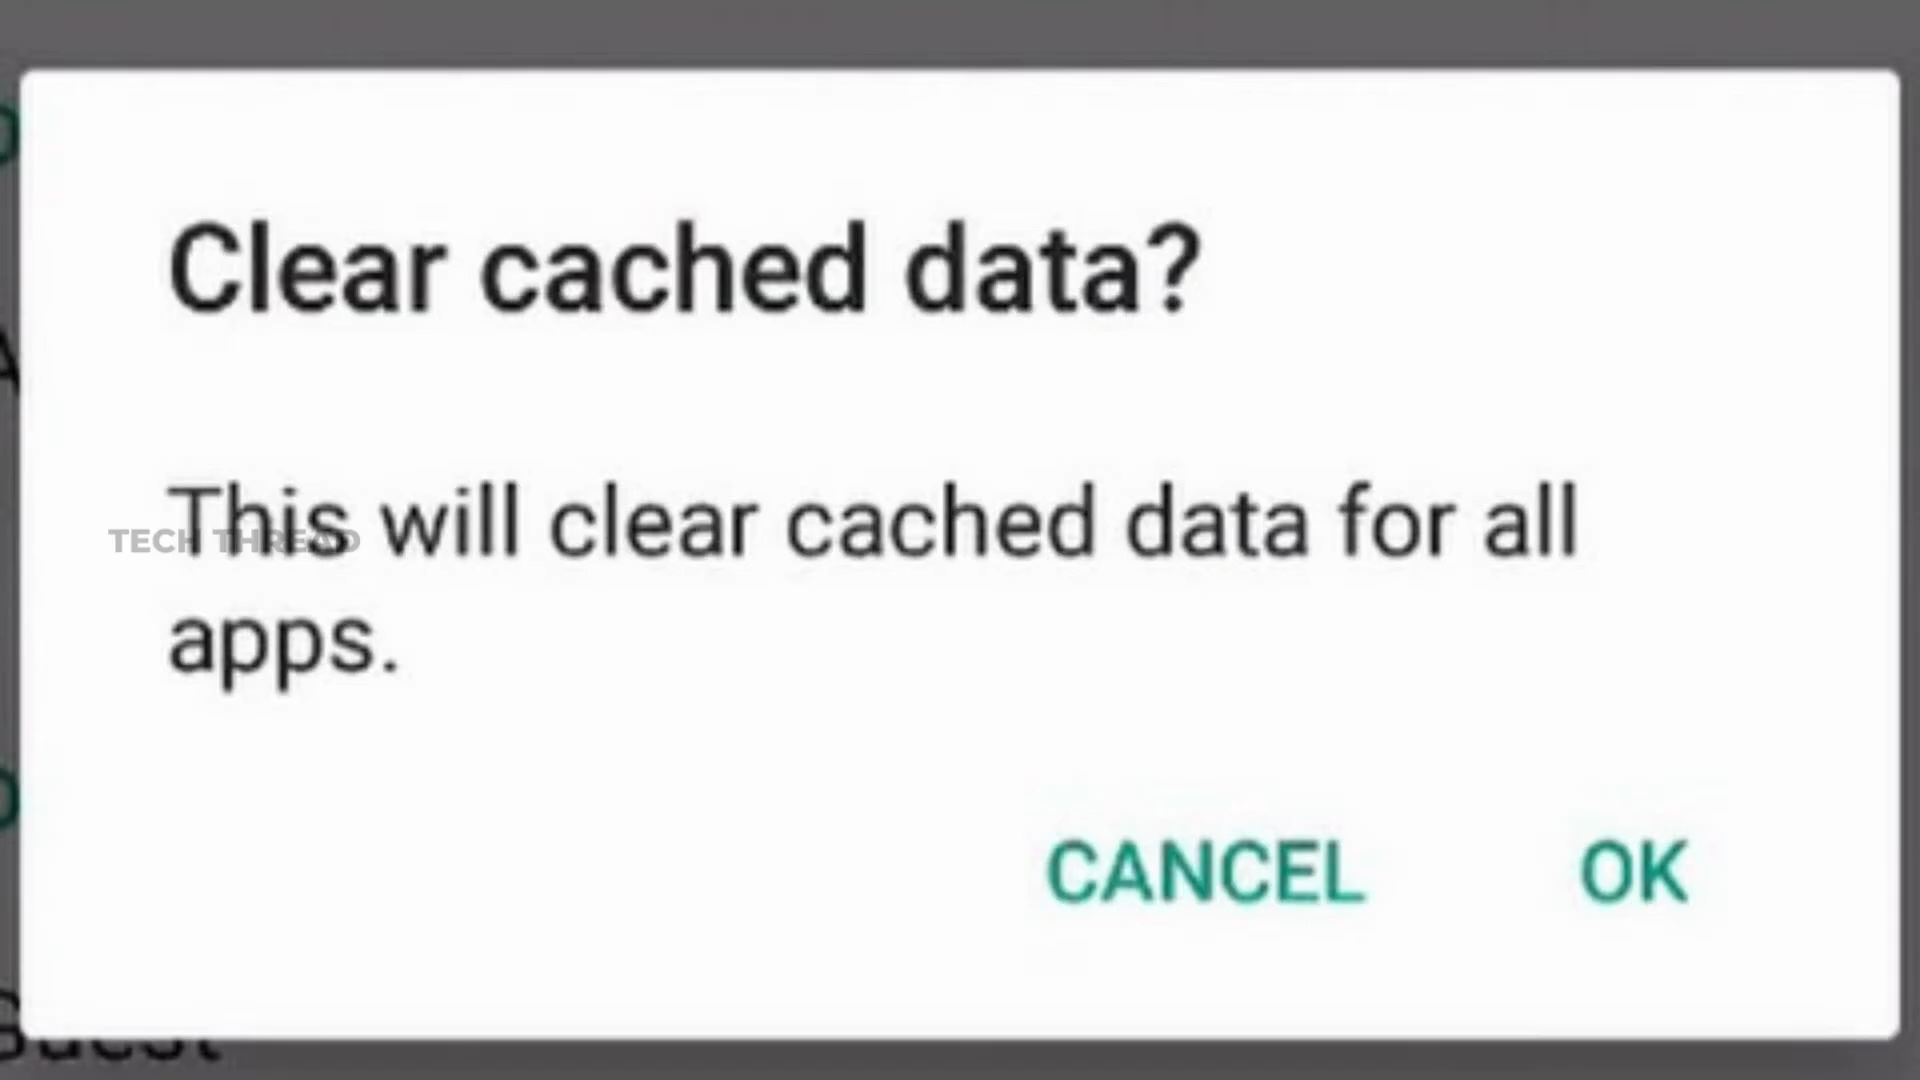 Clear cached data?
This will clear cached data for all
apps.
TECH THREAD
CANCEL OK